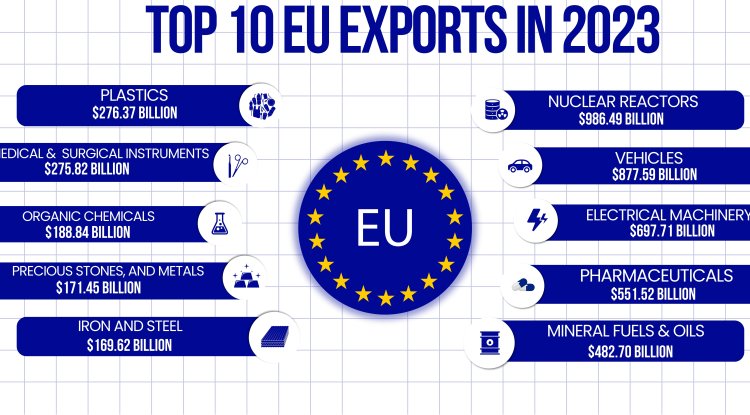 TOP 10 EU EXPORTS IN 2023
PLASTICS
$276.37 BILLION
EDICAL & SURGICAL INSTRUMENTS
$275.82 BILLION
ORGANIC CHEMICALS
$188.84 BILLION
PRECIOUS STONES, AND METALS
$171.45 BILLION
IRON AND STEEL
$169.62 BILLION
EU
NUCLEAR REACTORS
$986.49 BILLION
VEHICLES
$877.59 BILLION
ELECTRICAL MACHINERY
$697.71 BILLION
PHARMACEUTICALS
$551.52 BILLION
MINERAL FUELS & OILS
$482.70 BILLION